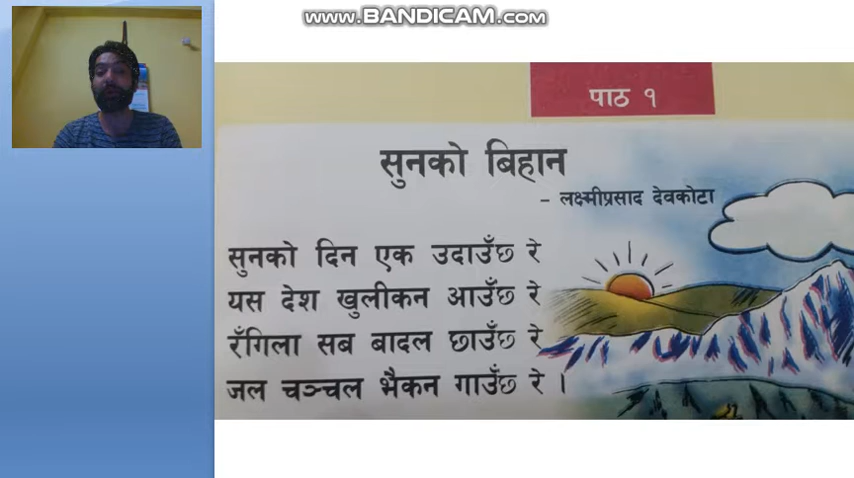 www.BANDICAM.com
पाठ १
सुनको बिहान
- लक्ष्मीप्रसाद देवकोटा
सुनको दिन एक उदाउँछ रे
यस देश खुलीकन आउँछ रे
रँगिला सब बादल छाउँछ रे
जल चञ्चल भैकन गाउँछ रे ।